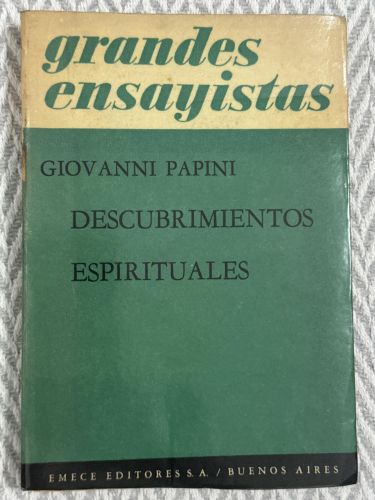 grandes
ensayistas
GIOVANNI PAPINI
DESCUBRIMIENTOS
ESPIRITUALES
EMECE EDITORES S. A. / BUENOS AIRES